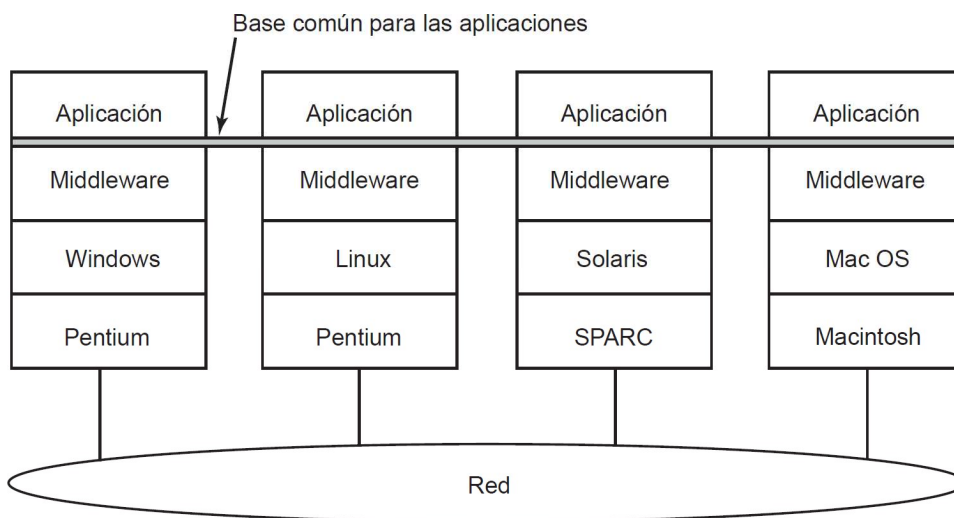 Base común para las aplicaciones
Aplicación Aplicación Aplicación Aplicación
Middleware Middleware Middleware Middleware
Windows Linux Solaris Mac OS
Pentium Pentium SPARC Macintosh
Red